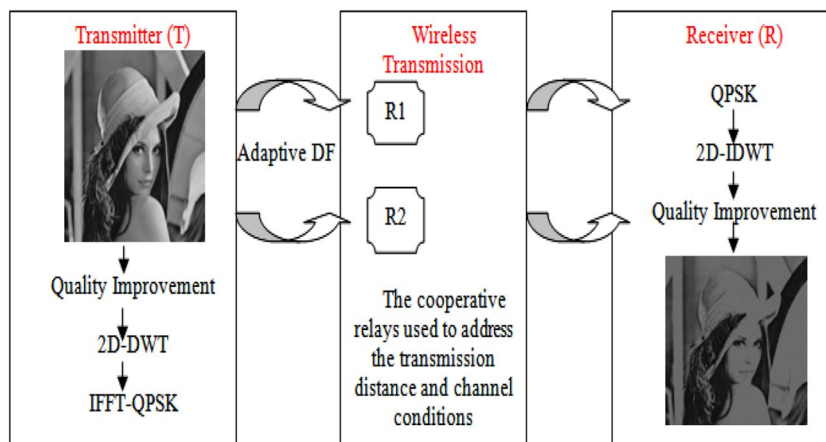 Transmitter (T)
Quality Improvement
2D-DWT
IFFT-QPSK
Adaptive DF
Wireless
Transmission
R1
R2
The cooperative
relays used to address
the transmission
distance and channel
conditions
Receiver (R)
QPSK
2D-IDWT
Quality Improvement